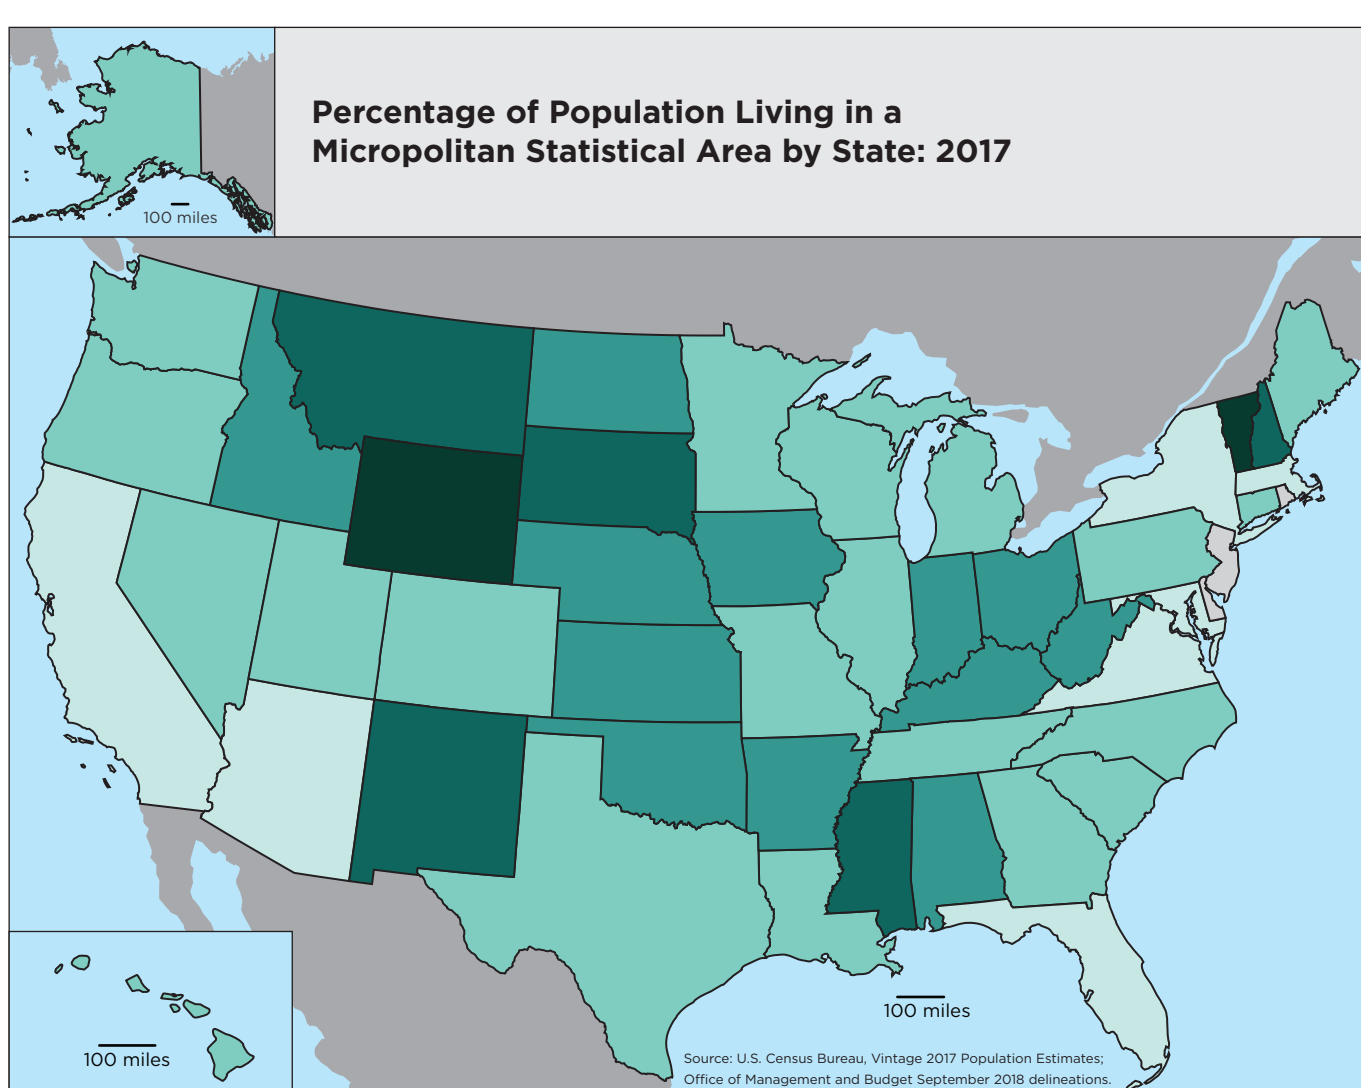 Percentage of Population Living in a
Micropolitan Statistical Area by State: 2017
100 miles
100 miles
100 miles
Source: U.S. Census Bureau, Vintage 2017 Population Estimates;
Office of Management and Budget September 2018 delineations.